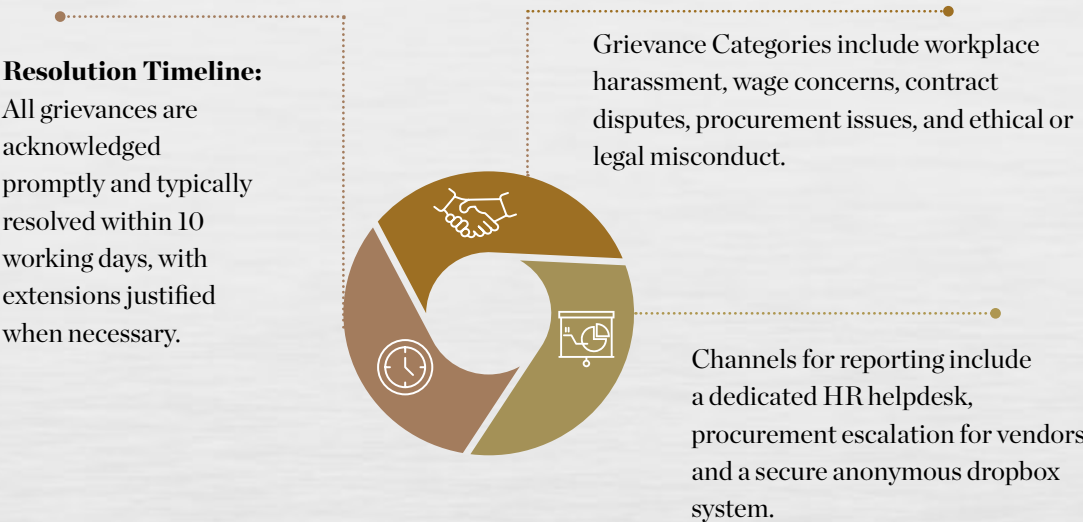 Resolution Timeline:
All grievances are
acknowledged
promptly and typically
resolved within 10
working days, with
extensions justified
when necessary.
Grievance Categories include workplace
harassment, wage concerns, contract
disputes, procurement issues, and ethical or
legal misconduct.
Channels for reporting include
a dedicated HR helpdesk,
procurement escalation for vendors
and a secure anonymous dropbox
system.